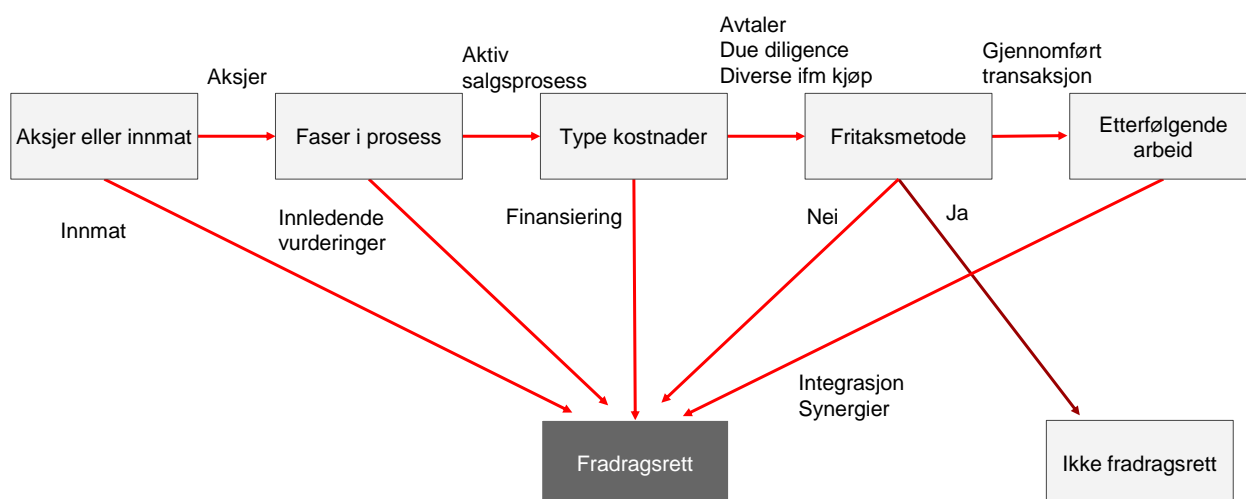 Avtaler
Due diligence
Diverse ifm kjøp
Aktiv
salgsprosess
Gjennomført
transaksjon
Aksjer
Aksjer eller innmat
Faser i prosess
Type kostnader
Fritaksmetode
Etterfølgende
arbeid
Innmat
Innledende
vurderinger
Finansiering
Nei
Ja
Integrasjon
Synergier
Fradragsrett
Ikke fradragsrett